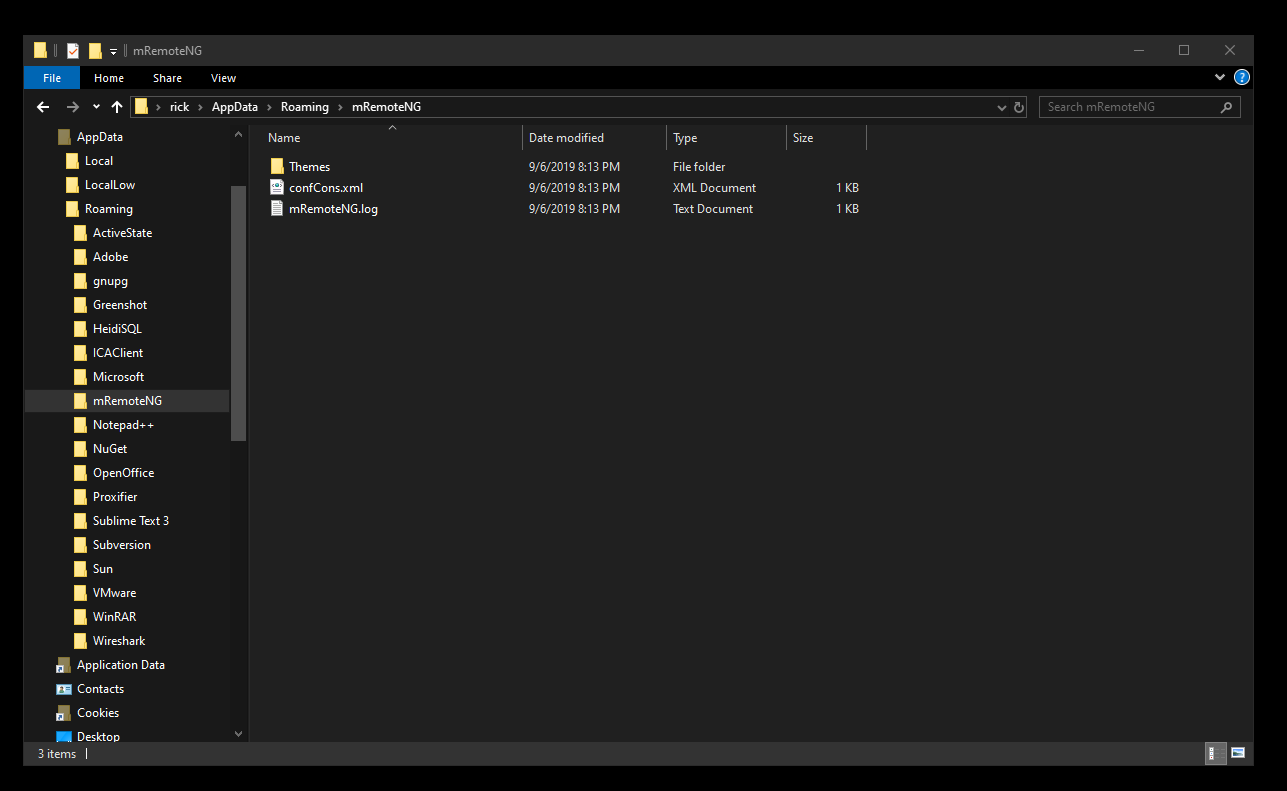 mRemoteNG
File Home Share View
rick AppData Roaming mRemoteNG Search mRemoteNG
AppData
Local
LocalLow
Roaming
ActiveState
Adobe
gnupg
Greenshot
HeidiSQL
ICAClient
Microsoft
mRemoteNG
Notepad++
NuGet
OpenOffice
Proxifier
Sublime Text 3
Subversion
Sun
VMware
WinRAR
Wireshark
Application Data
Contacts
Cookies
Desktop
Name Date modified Type Size
Themes 9/6/2019 8:13 PM File folder
confCons.xml 9/6/2019 8:13 PM XML Document 1 KB
mRemoteNG.log 9/6/2019 8:13 PM Text Document 1 KB
3 items